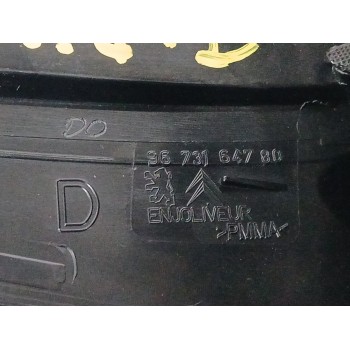 DO
96 731 647 80
D
ENJOLIVEUR
>PMMA<